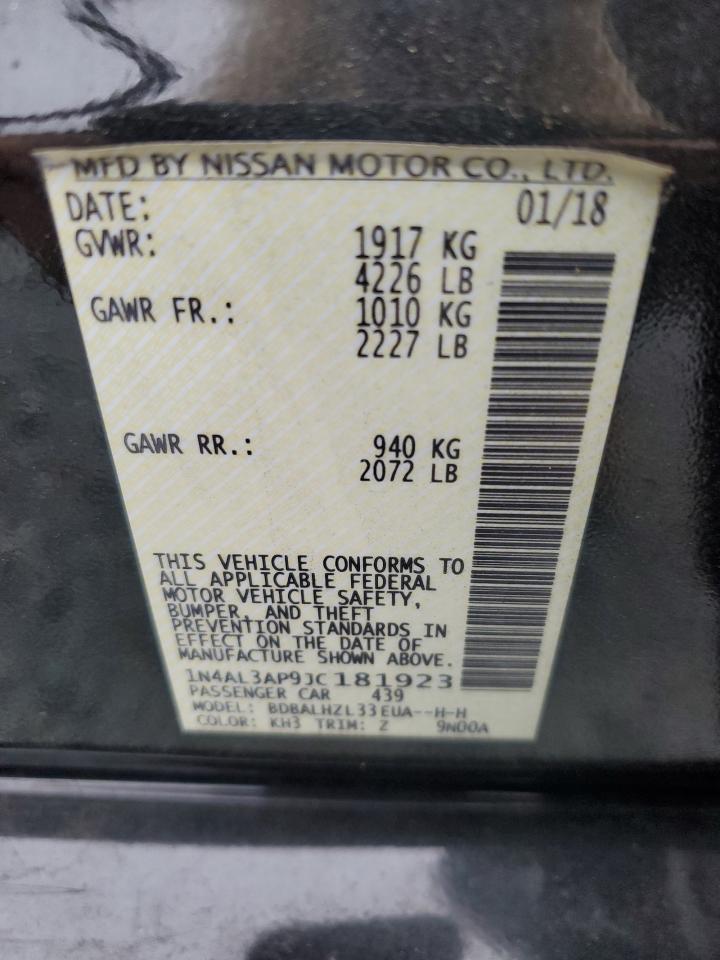 MFD BY NISSAN MOTOR CO., LTD.
DATE: 01/18
GVWR: 1917 KG
4226 LB
GAWR FR.: 1010 KG
2227 LB
GAWR RR.: 940 KG
2072 LB
THIS VEHICLE CONFORMS TO
ALL APPLICABLE FEDERAL
MOTOR VEHICLE SAFETY,
BUMPER, AND THEFT
PREVENTION STANDARDS IN
EFFECT ON THE DATE OF
MANUFACTURE SHOWN ABOVE.
1N4AL3AP9JC181923
PASSENGER CAR 439
MODEL: BDBALHZL33EUA--H-H
COLOR: KH3 TRIM: Z 9N00A